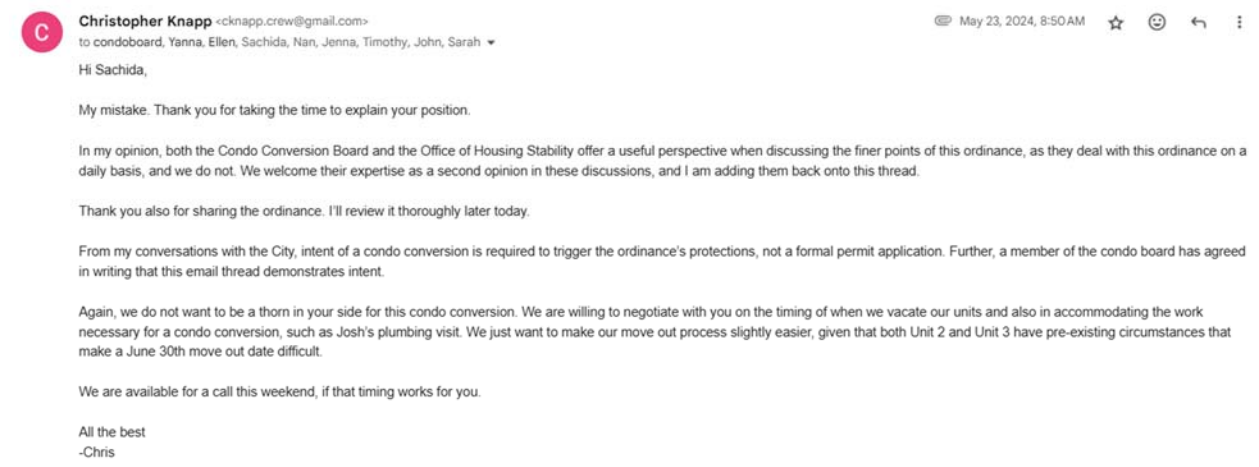 C
Christopher Knapp <cknapp.crew@gmail.com>
May 23, 2024, 8:50 AM
to condoboard, Yanna, Ellen, Sachida, Nan, Jenna, Timothy, John, Sarah
Hi Sachida,
My mistake. Thank you for taking the time to explain your position.
In my opinion, both the Condo Conversion Board and the Office of Housing Stability offer a useful perspective when discussing the finer points of this ordinance, as they deal with this ordinance on a
daily basis, and we do not. We welcome their expertise as a second opinion in these discussions, and I am adding them back onto this thread.
Thank you also for sharing the ordinance. I'll review it thoroughly later today.
From my conversations with the City, intent of a condo conversion is required to trigger the ordinance's protections, not a formal permit application. Further, a member of the condo board has agreed
in writing that this email thread demonstrates intent.
Again, we do not want to be a thorn in your side for this condo conversion. We are willing to negotiate with you on the timing of when we vacate our units and also in accommodating the work
necessary for a condo conversion, such as Josh's plumbing visit. We just want to make our move out process slightly easier, given that both Unit 2 and Unit 3 have pre-existing circumstances that
make a June 30th move out date difficult.
We are available for a call this weekend, if that timing works for you.
All the best
-Chris